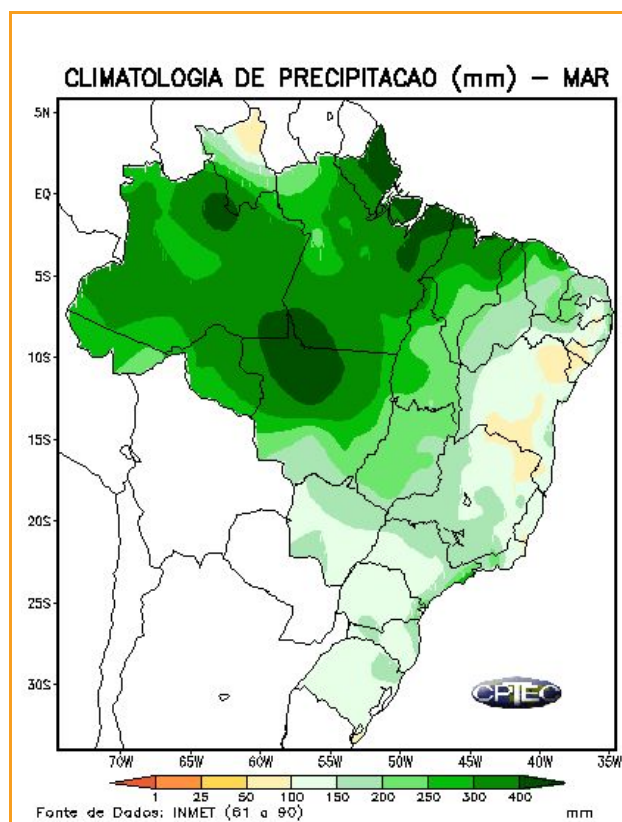 CLIMATOLOGIA DE PRECIPITACAO (mm) – MAR
5N
EQ
5S
10S
15S
20S
25S
30S
70W 65W 60W 55W 50W 45W 40W 35W
CPTEC
1 25 50 100 150 200 250 300 400
Fonte de Dados: INMET (61 a 90) mm